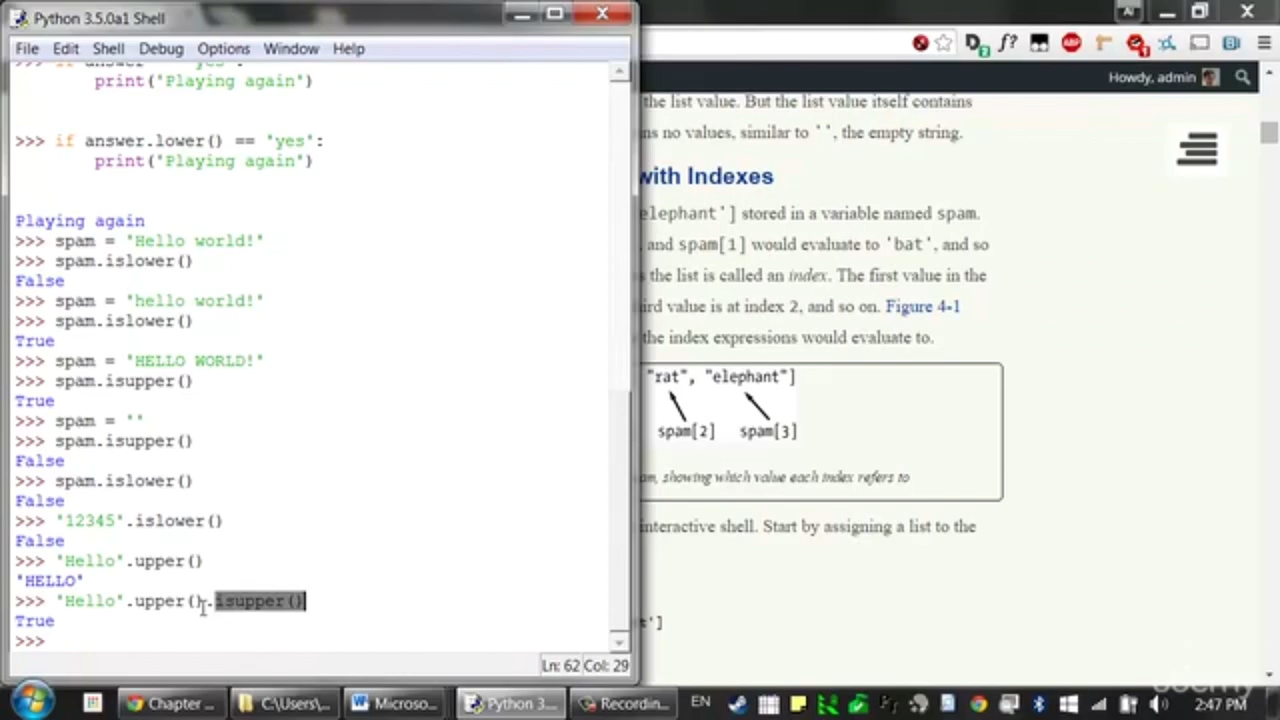 Python 3.5.0a1 Shell
File Edit Shell Debug Options Window Help
print("Playing again")
>>> if answer.lower() == "yes":
print("Playing again")
Playing again
>>> spam = "Hello world!"
>>> spam.islower()
False
>>> spam = "hello world!"
>>> spam.islower()
True
>>> spam = "HELLO WORLD!"
>>> spam.isupper()
True
>>> spam = ""
>>> spam.isupper()
False
>>> spam.islower()
False
>>> "12345".islower()
False
>>> "Hello".upper()
"HELLO"
>>> "Hello".upper().isupper()
True
>>>
Ln: 62 Col: 29
Howdy, admin
the list value. But the list value itself contains
ns no values, similar to '', the empty string.
with Indexes
elephant'] stored in a variable named spam.
, and spam[1] would evaluate to 'bat', and so
s the list is called an index. The first value in the
ird value is at index 2, and so on. Figure 4-1
the index expressions would evaluate to.
"rat", "elephant"]
spam[2] spam[3]
am, showing which value each index refers to
interactive shell. Start by assigning a list to the
t']
Chapter ... C:\Users\... Microso... Python 3.... Recordin... EN 2:47 PM